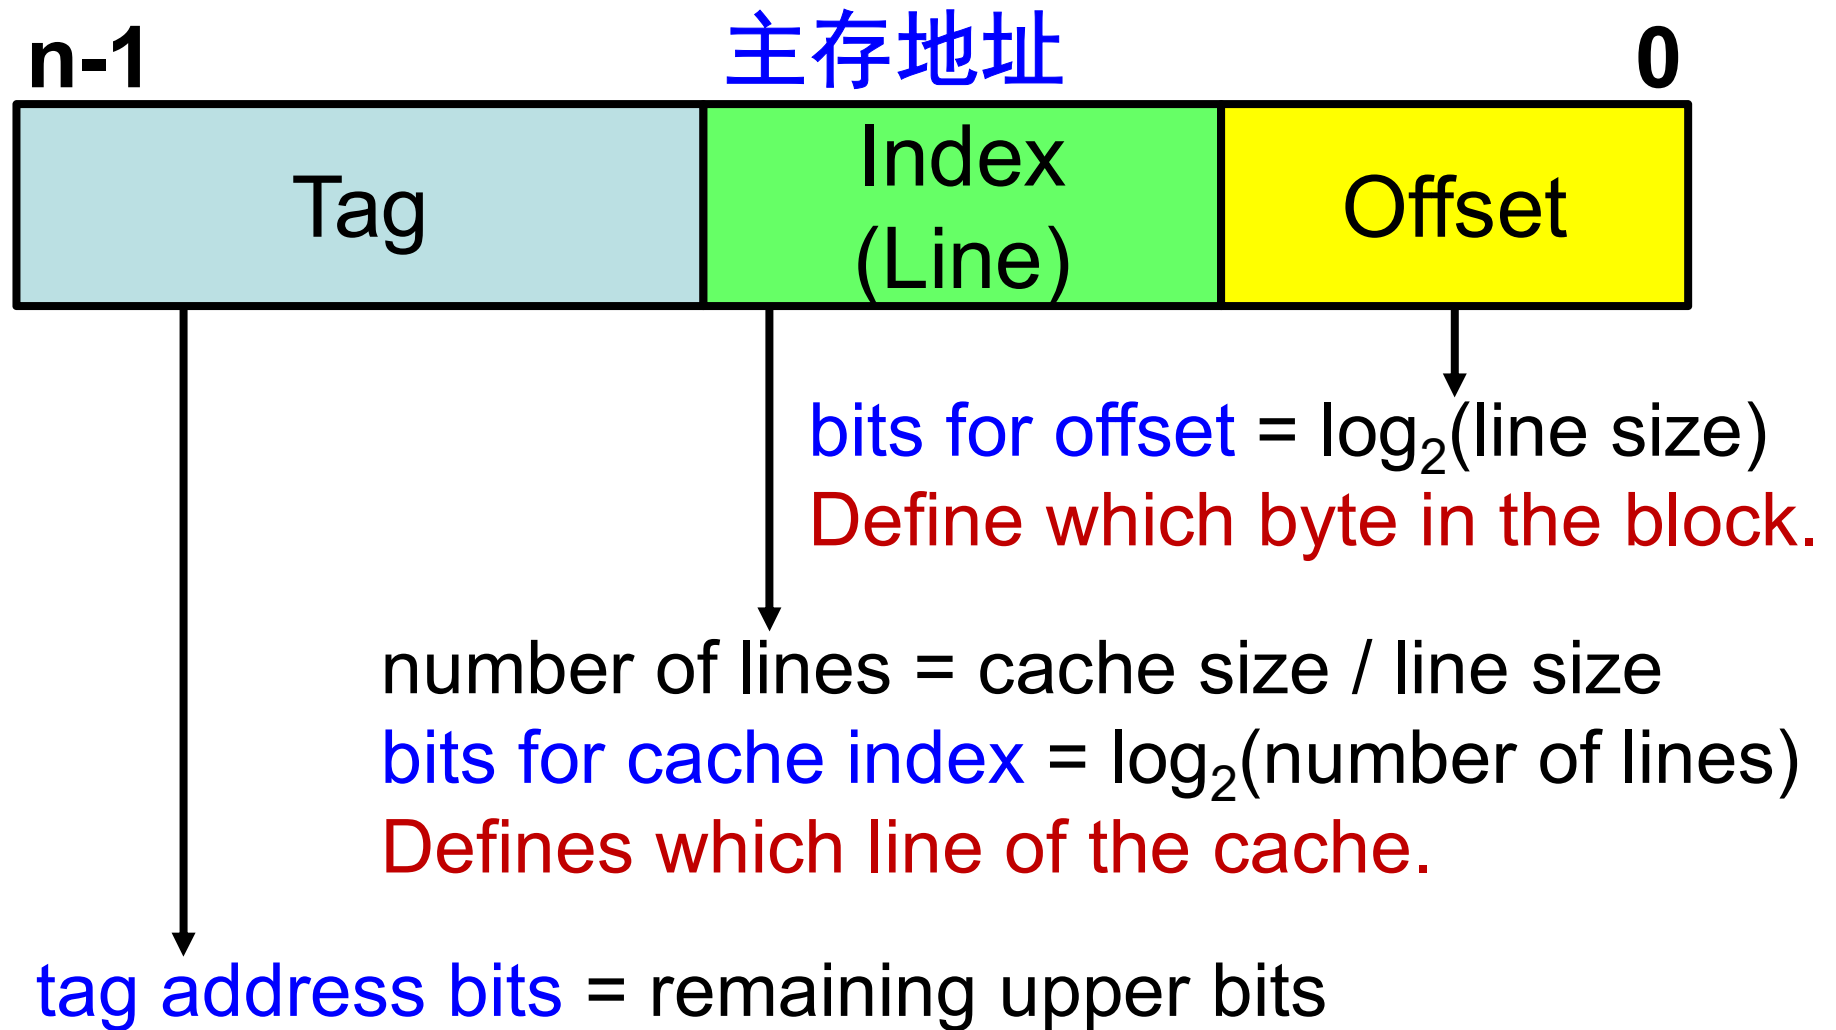 n-1 主存地址 0
Tag
Index
(Line)
Offset
bits for offset = log₂(line size)
Define which byte in the block.
number of lines = cache size / line size
bits for cache index = log₂(number of lines)
Defines which line of the cache.
tag address bits = remaining upper bits